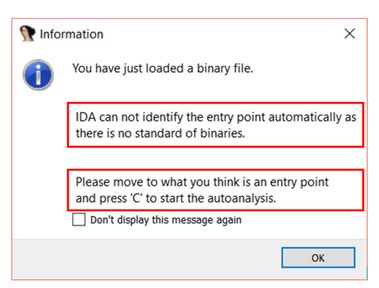 Information
You have just loaded a binary file.
IDA can not identify the entry point automatically as
there is no standard of binaries.
Please move to what you think is an entry point
and press 'C' to start the autoanalysis.
Don't display this message again
OK